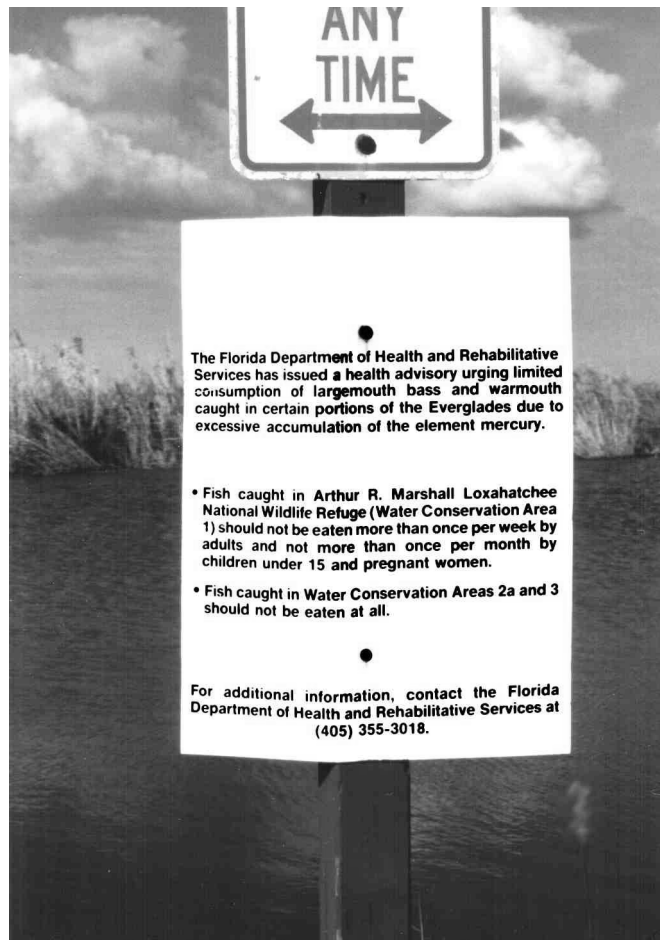 ANY
TIME
The Florida Department of Health and Rehabilitative
Services has issued a health advisory urging limited
consumption of largemouth bass and warmouth
caught in certain portions of the Everglades due to
excessive accumulation of the element mercury.
• Fish caught in Arthur R. Marshall Loxahatchee
National Wildlife Refuge (Water Conservation Area
1) should not be eaten more than once per week by
adults and not more than once per month by
children under 15 and pregnant women.
• Fish caught in Water Conservation Areas 2a and 3
should not be eaten at all.
For additional information, contact the Florida
Department of Health and Rehabilitative Services at
(405) 355-3018.